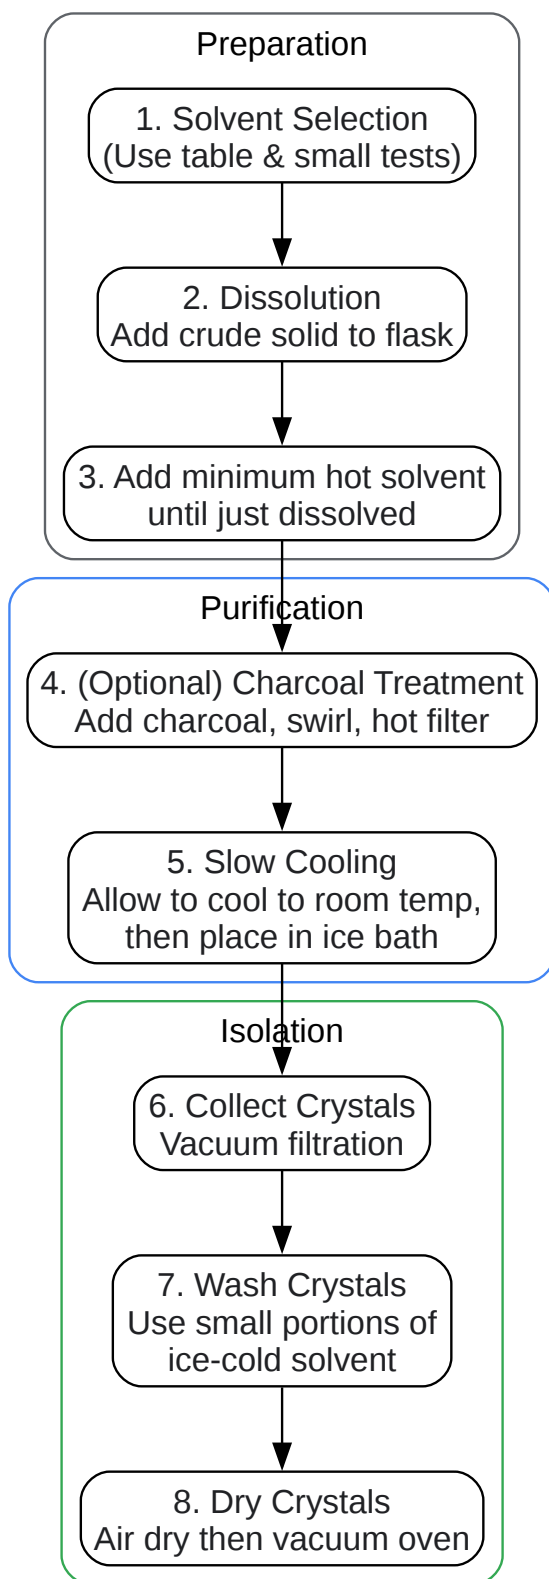 Preparation
1. Solvent Selection
(Use table & small tests)
2. Dissolution
Add crude solid to flask
3. Add minimum hot solvent
until just dissolved
Purification
4. (Optional) Charcoal Treatment
Add charcoal, swirl, hot filter
5. Slow Cooling
Allow to cool to room temp,
then place in ice bath
Isolation
6. Collect Crystals
Vacuum filtration
7. Wash Crystals
Use small portions of
ice-cold solvent
8. Dry Crystals
Air dry then vacuum oven